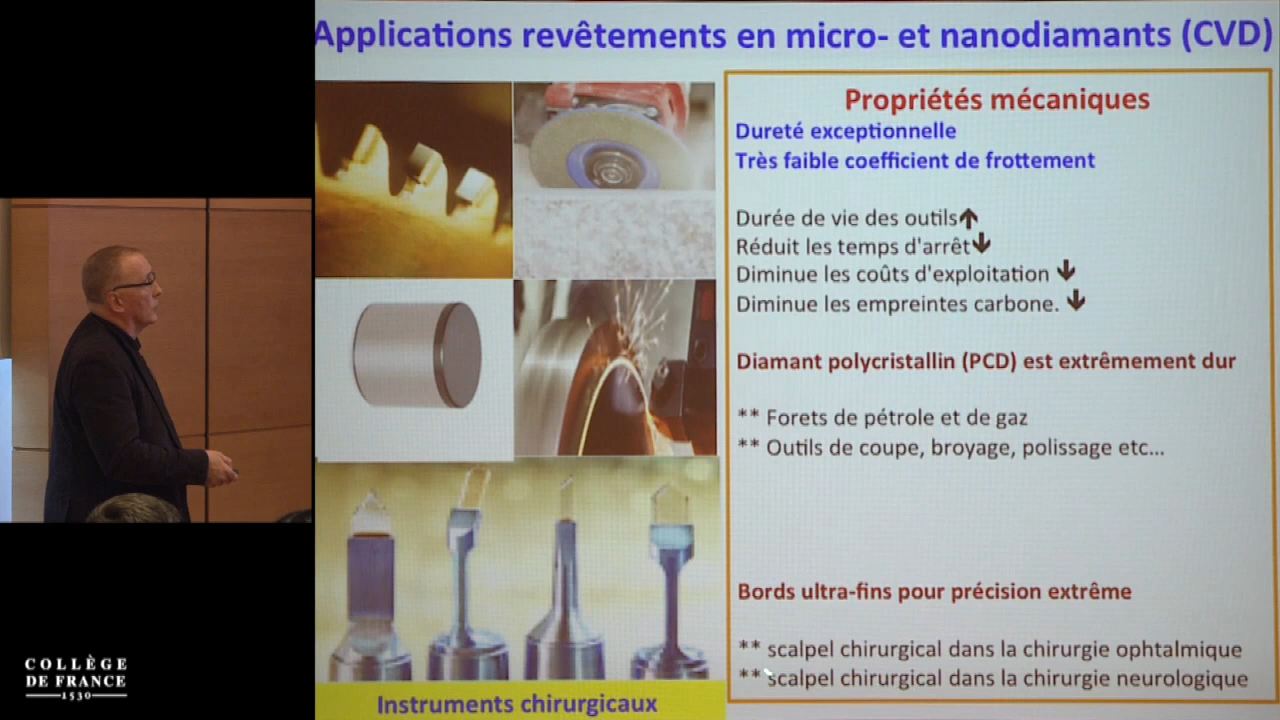 Applications revêtements en micro- et nanodiamants (CVD)
Propriétés mécaniques
Dureté exceptionnelle
Très faible coefficient de frottement
Durée de vie des outils↑
Réduit les temps d'arrêt↓
Diminue les coûts d'exploitation ↓
Diminue les empreintes carbone. ↓
Diamant polycristallin (PCD) est extrêmement dur
** Forets de pétrole et de gaz
** Outils de coupe, broyage, polissage etc...
Bords ultra-fins pour précision extrême
** scalpel chirurgical dans la chirurgie ophtalmique
** scalpel chirurgical dans la chirurgie neurologique
Instruments chirurgicaux
COLLÈGE
DE FRANCE
1530